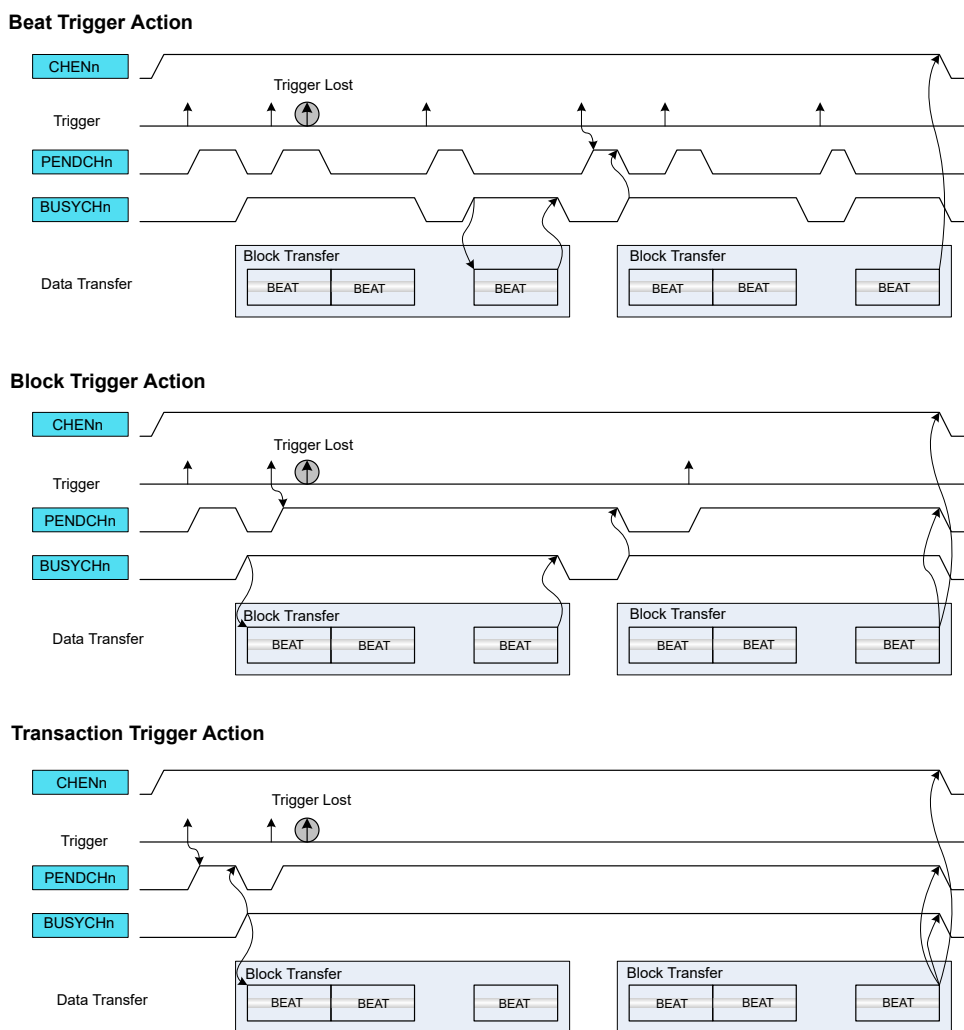 Beat Trigger Action
CHENn
Trigger Lost
Trigger
PENDCHn
BUSYCHn
Block Transfer
Block Transfer
Data Transfer
BEAT
BEAT
BEAT
BEAT
BEAT
BEAT
Block Trigger Action
CHENn
Trigger Lost
Trigger
PENDCHn
BUSYCHn
Block Transfer
Block Transfer
Data Transfer
BEAT
BEAT
BEAT
BEAT
BEAT
BEAT
Transaction Trigger Action
CHENn
Trigger Lost
Trigger
PENDCHn
BUSYCHn
Block Transfer
Block Transfer
Data Transfer
BEAT
BEAT
BEAT
BEAT
BEAT
BEAT